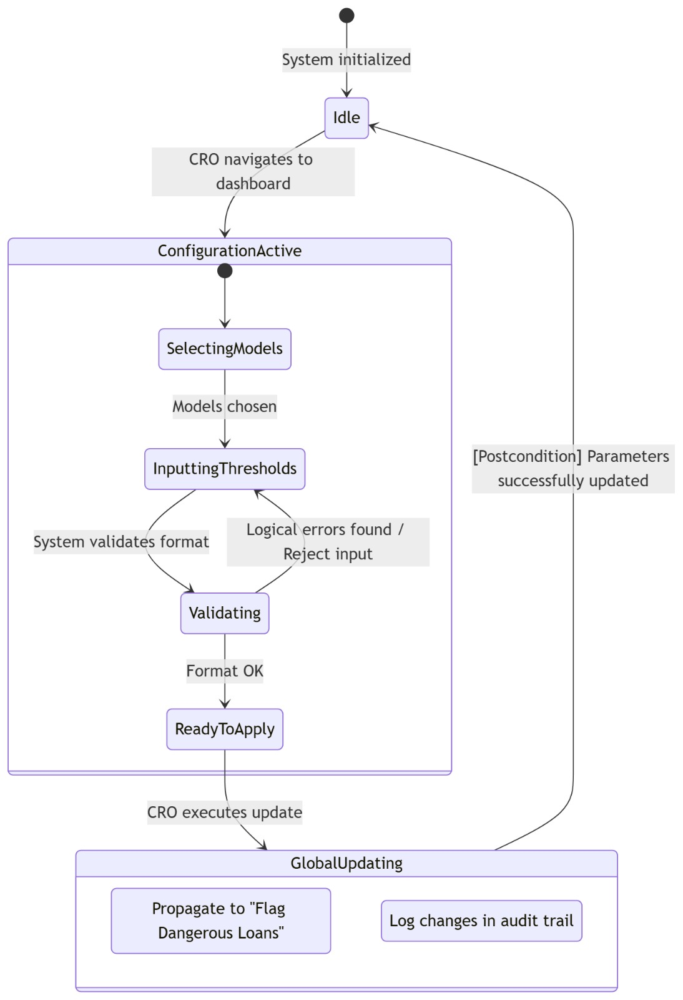 System initialized
Idle
CRO navigates to
dashboard
ConfigurationActive
SelectingModels
Models chosen
InputtingThresholds
[Postcondition] Parameters
successfully updated
System validates format
Logical errors found /
Reject input
Validating
Format OK
ReadyToApply
CRO executes update
GlobalUpdating
Propagate to "Flag
Dangerous Loans"
Log changes in audit trail